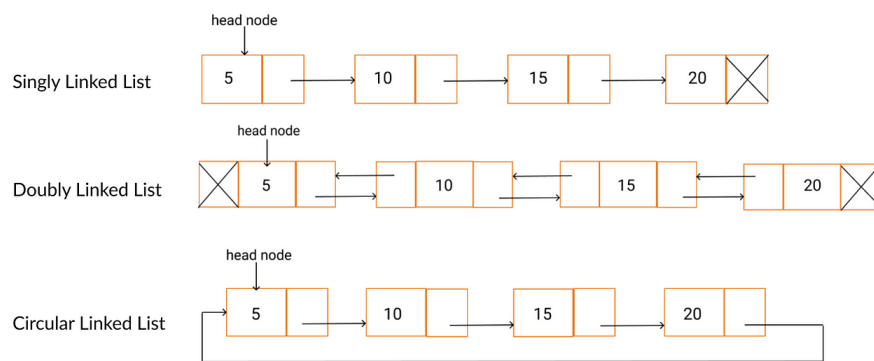 head node
Singly Linked List 5 10 15 20
head node
Doubly Linked List 5 10 15 20
head node
Circular Linked List 5 10 15 20